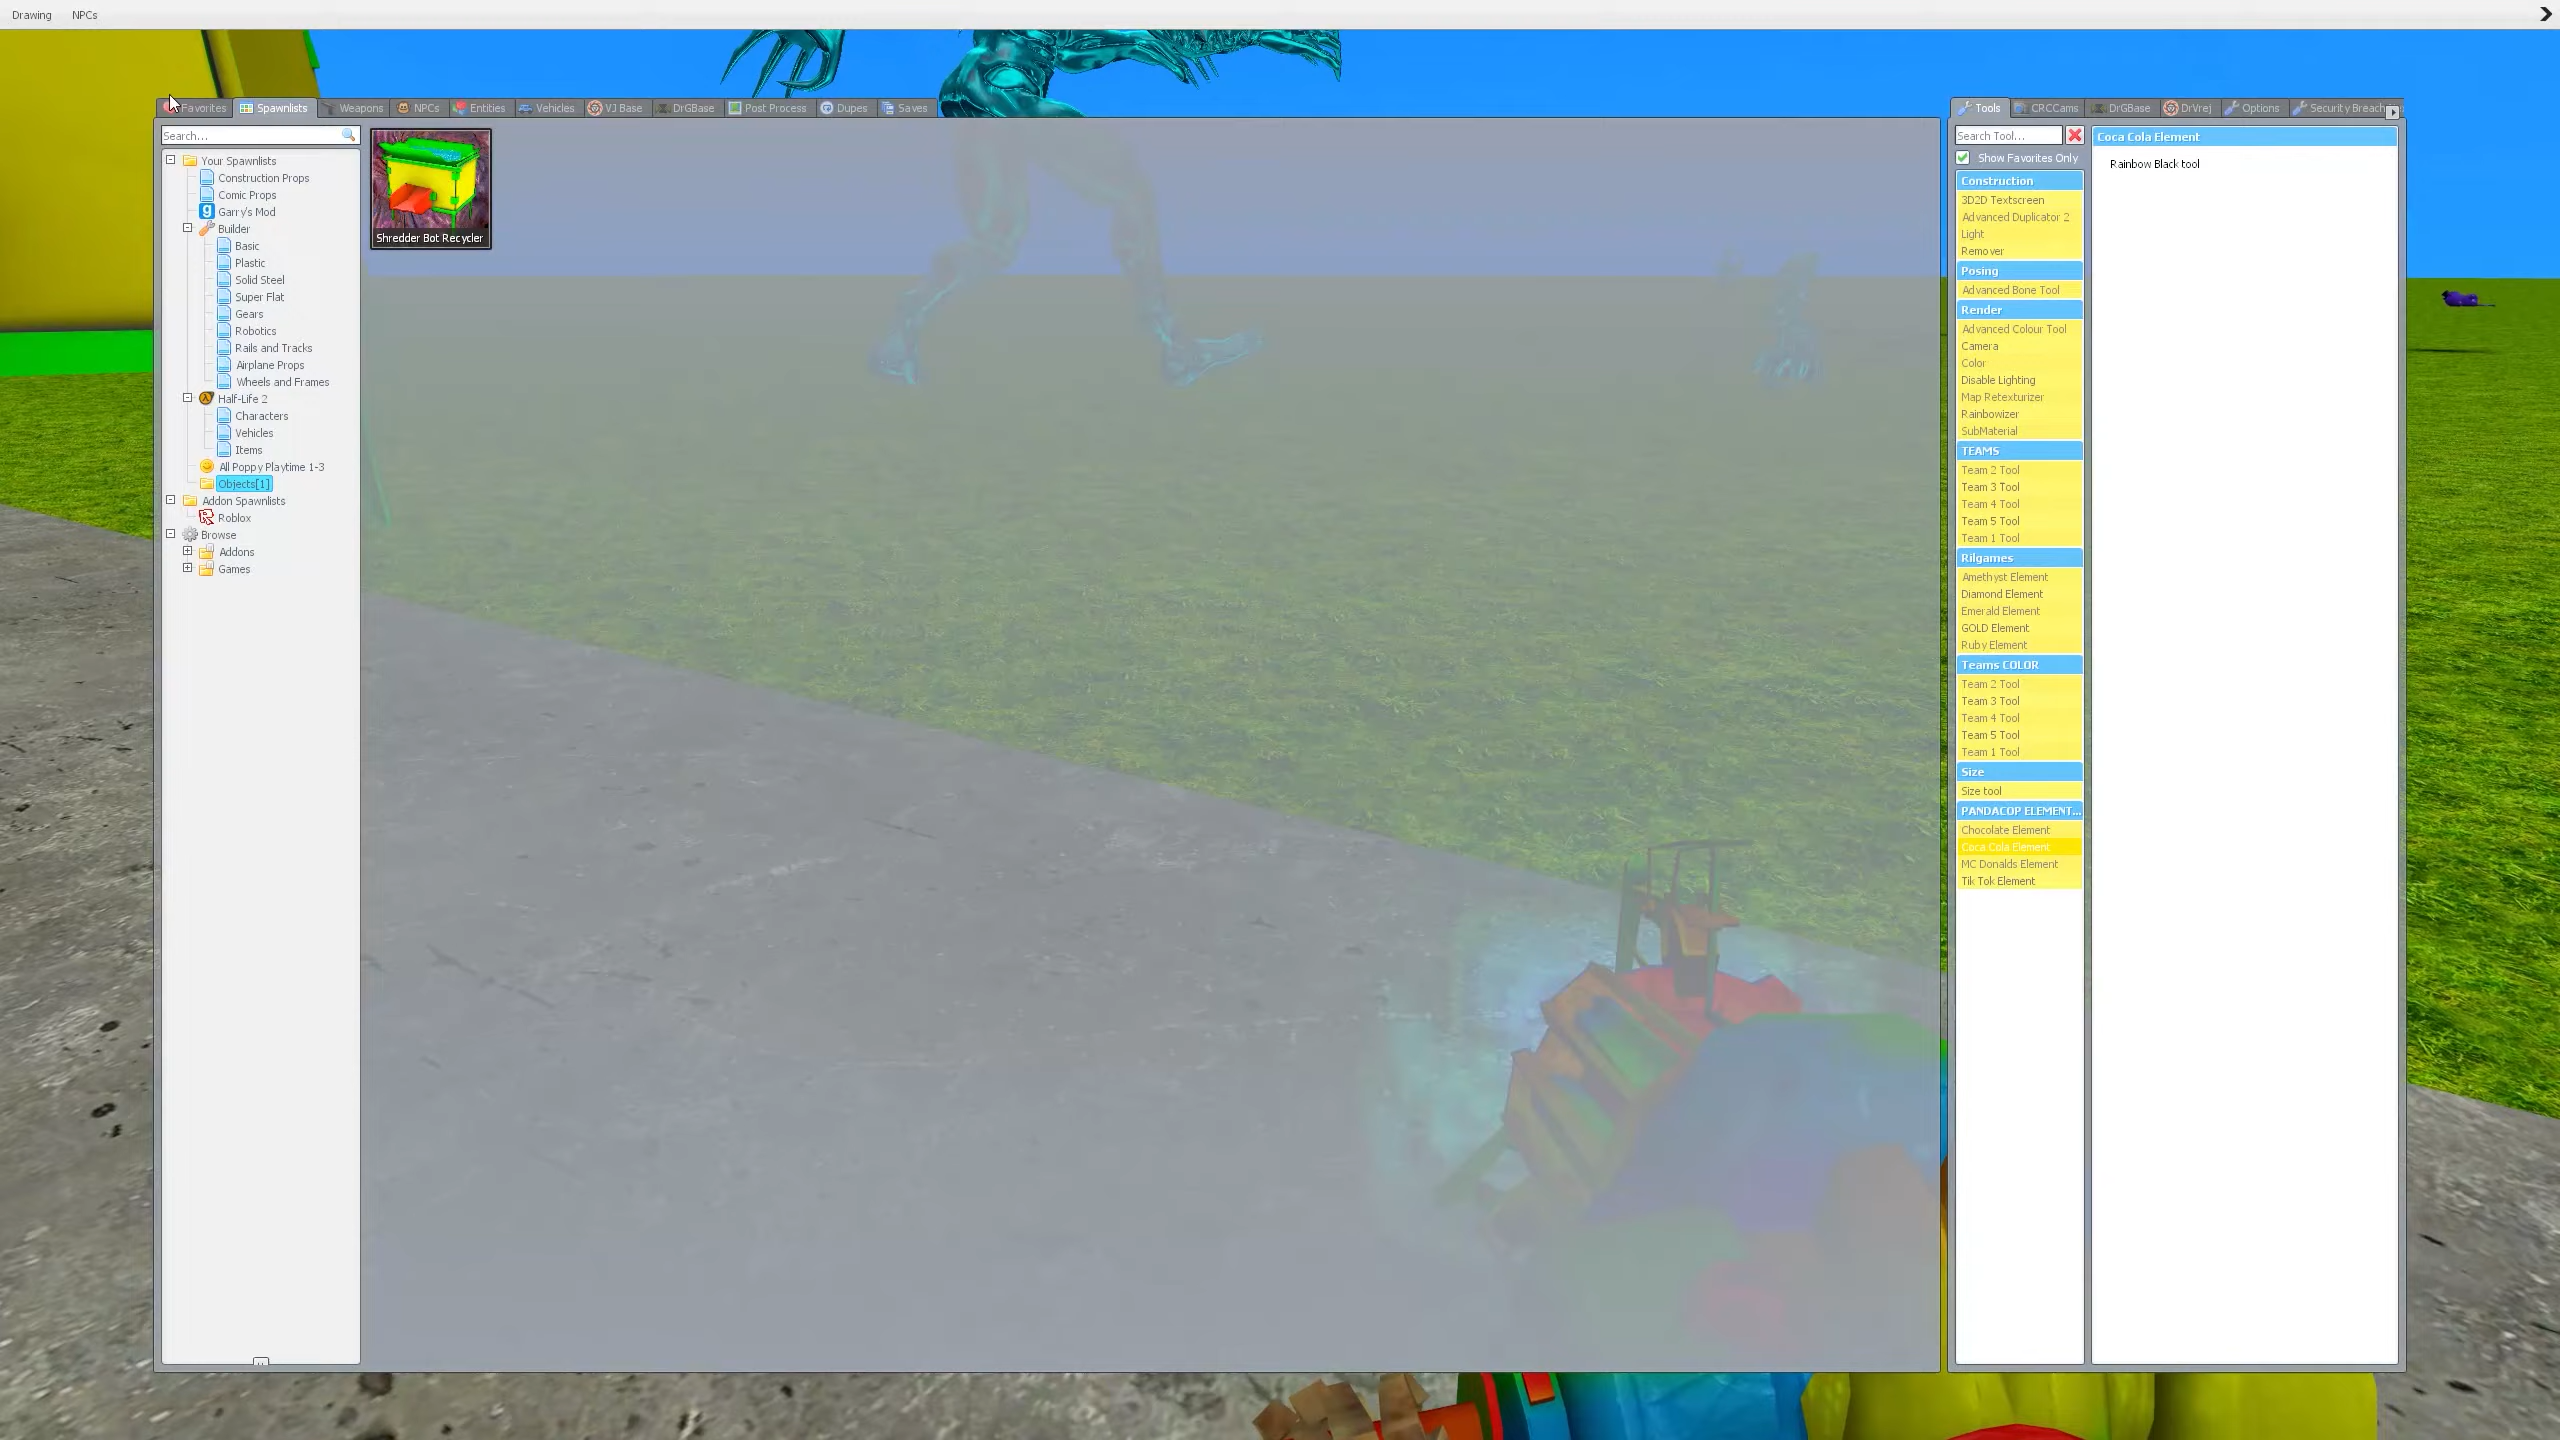 Drawing NPCs
Favorites Spawnlists Weapons NPCs Entities Vehicles VJ Base DrGBase Post Process Dupes Saves
Search...
Your Spawnlists
Construction Props
Comic Props
Garry's Mod
Builder
Basic
Plastic
Solid Steel
Super Flat
Gears
Robotics
Rails and Tracks
Airplane Props
Wheels and Frames
Half-Life 2
Characters
Vehicles
Items
All Poppy Playtime 1-3
Objects[1]
Addon Spawnlists
Roblox
Browse
Addons
Games
Shredder Bot Recycler
Tools CRCCams DrGBase DrVrej Options Security Breach
Search Tool...
Show Favorites Only
Construction
3D2D Textscreen
Advanced Duplicator 2
Light
Remover
Posing
Advanced Bone Tool
Render
Advanced Colour Tool
Camera
Color
Disable Lighting
Map Retexturizer
Rainbowizer
SubMaterial
TEAMS
Team 2 Tool
Team 3 Tool
Team 4 Tool
Team 5 Tool
Team 1 Tool
Rilgames
Amethyst Element
Diamond Element
Emerald Element
GOLD Element
Ruby Element
Teams COLOR
Team 2 Tool
Team 3 Tool
Team 4 Tool
Team 5 Tool
Team 1 Tool
Size
Size tool
PANDACOP ELEMENT...
Chocolate Element
Coca Cola Element
MC Donalds Element
Tik Tok Element
Coca Cola Element
Rainbow Black tool